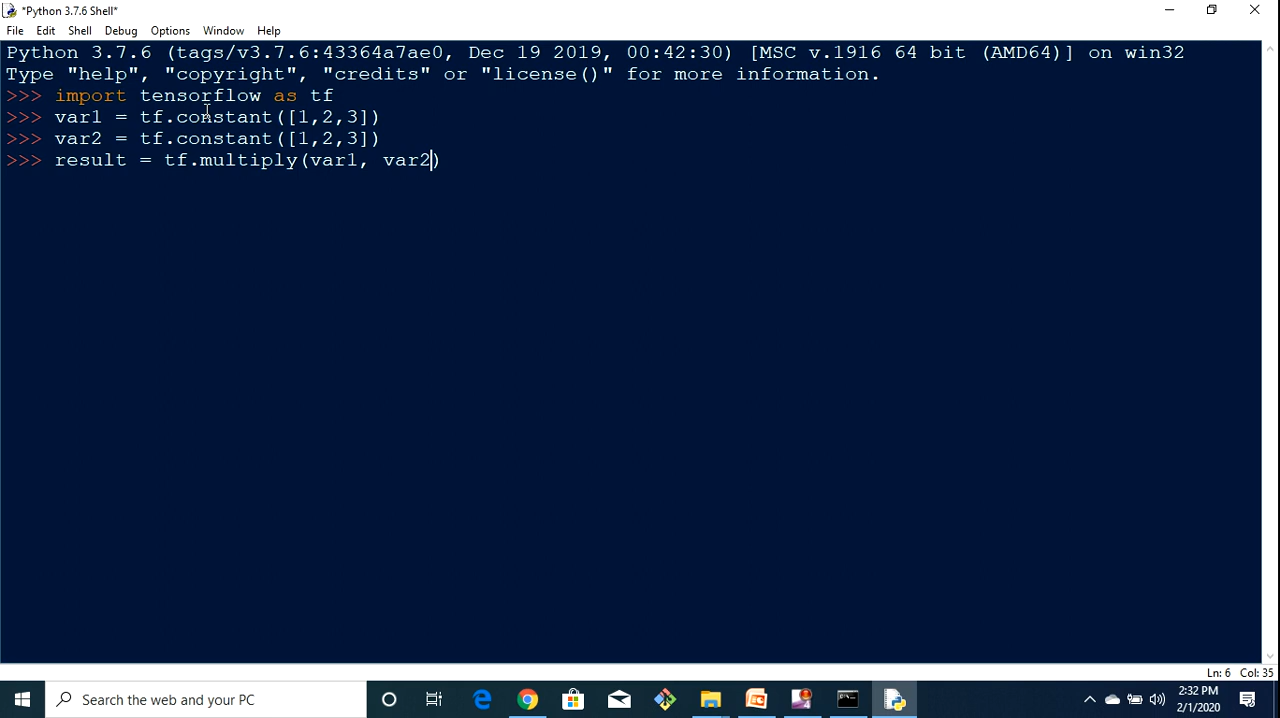 *Python 3.7.6 Shell*
File Edit Shell Debug Options Window Help
Python 3.7.6 (tags/v3.7.6:43364a7ae0, Dec 19 2019, 00:42:30) [MSC v.1916 64 bit (AMD64)] on win32
Type "help", "copyright", "credits" or "license()" for more information.
>>> import tensorflow as tf
>>> var1 = tf.constant([1,2,3])
>>> var2 = tf.constant([1,2,3])
>>> result = tf.multiply(var1, var2)
Ln: 6 Col: 35
Search the web and your PC
2:32 PM
2/1/2020